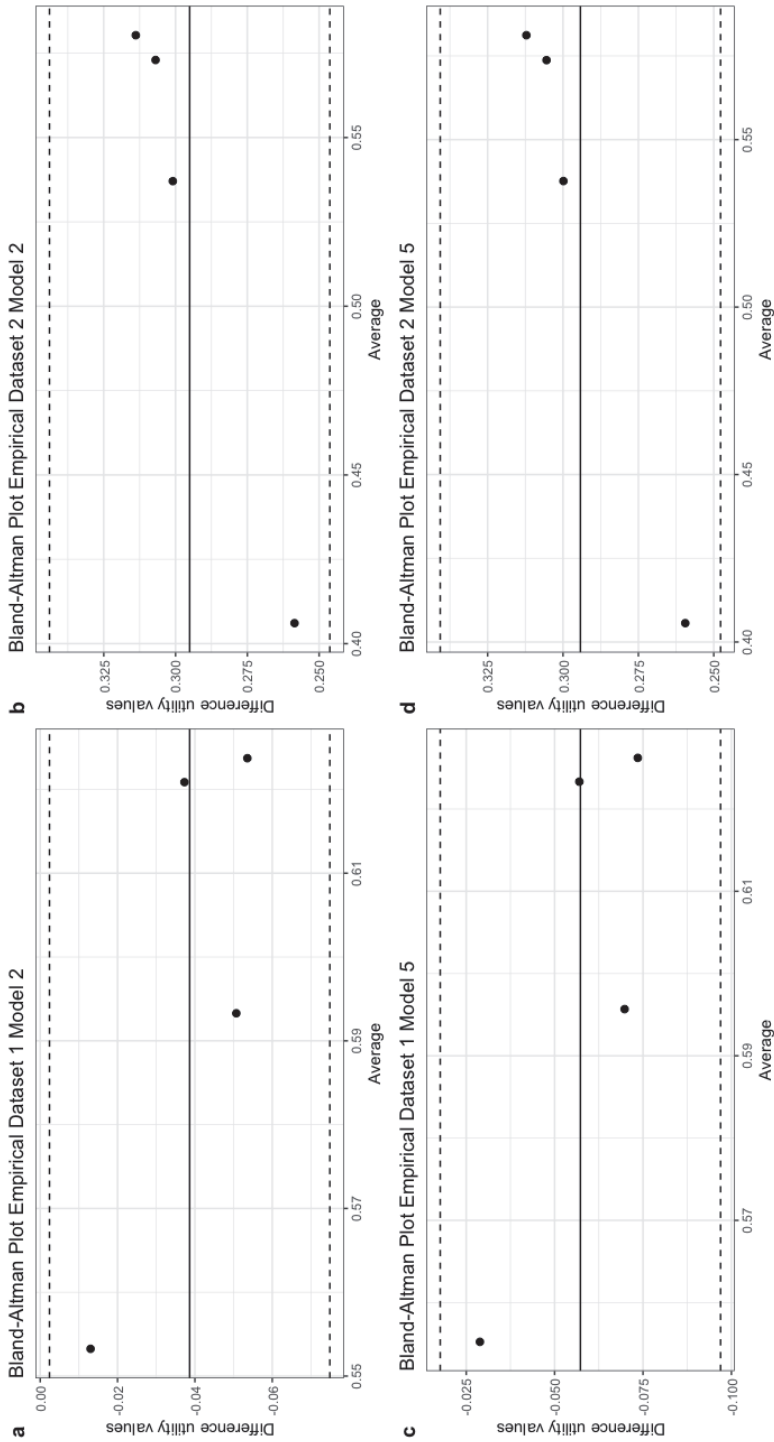 a
Bland-Altman Plot Empirical Dataset 1 Model 2
0.00
-0.02
-0.04
-0.06
Difference utility values
0.55
0.57
0.59
0.61
Average
b
Bland-Altman Plot Empirical Dataset 2 Model 2
0.325
0.300
0.275
0.250
Difference utility values
0.40
0.45
0.50
0.55
Average
c
Bland-Altman Plot Empirical Dataset 1 Model 5
-0.025
-0.050
-0.075
-0.100
Difference utility values
0.57
0.59
0.61
Average
d
Bland-Altman Plot Empirical Dataset 2 Model 5
0.325
0.300
0.275
0.250
Difference utility values
0.40
0.45
0.50
0.55
Average